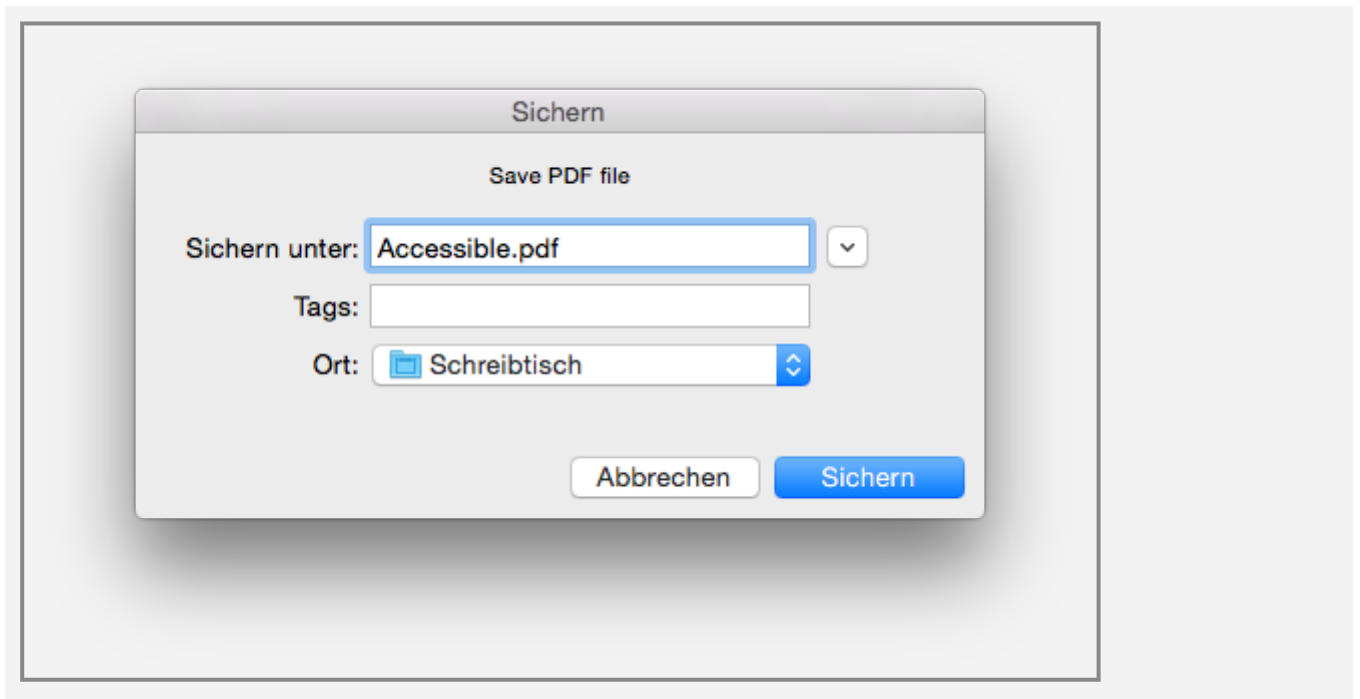 Sichern
Save PDF file
Sichern unter: Accessible.pdf
Tags:
Ort: Schreibtisch
Abbrechen Sichern